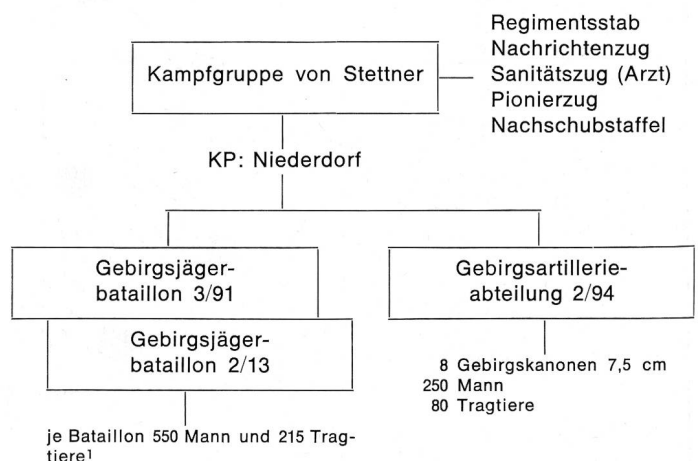 Regimentsstab
Nachrichtenzug
Kampfgruppe von Stettner
Sanitätszug (Arzt)
Pionierzug
Nachschubstaffel
KP: Niederdorf
Gebirgsjäger-
bataillon 3/91
Gebirgsartillerie-
abteilung 2/94
Gebirgsjäger-
bataillon 2/13
8 Gebirgskanonen 7,5 cm
250 Mann
80 Tragtiere
je Bataillon 550 Mann und 215 Trag-
tiere¹